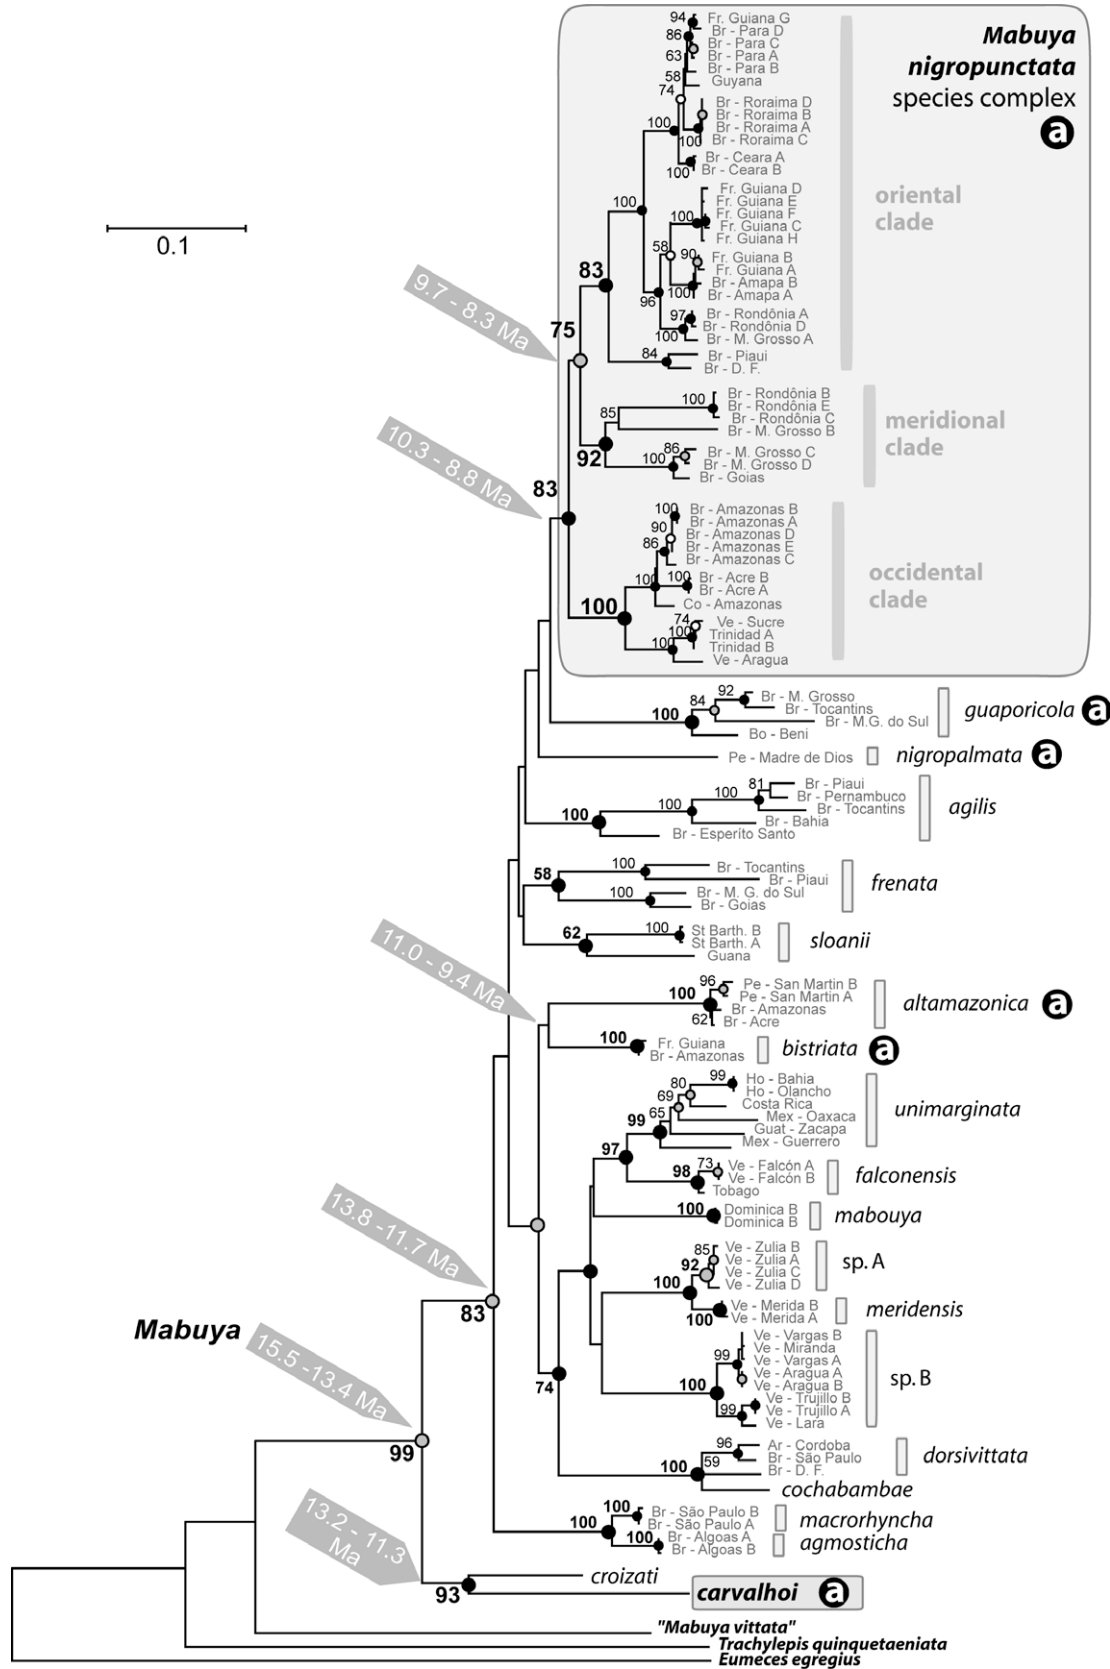 Mabuya
nigropunctata
species complex
a
94 Fr. Guiana G
Br - Para D
86 Br - Para C
Br - Para A
63 Br - Para B
58 Guyana
74
Br - Roraima D
Br - Roraima B
100 Br - Roraima A
100 Br - Roraima C
Br - Ceara A
100 Br - Ceara B
oriental
clade
Fr. Guiana D
Fr. Guiana E
100 Fr. Guiana F
100 Fr. Guiana C
Fr. Guiana H
0.1
58 90 Fr. Guiana B
Fr. Guiana A
83 100 Br - Amapa B
96 Br - Amapa A
9.7 - 8.3 Ma
97 Br - Rondônia A
75 Br - Rondônia D
100 Br - M. Grosso A
84 Br - Piaui
Br - D. F.
Br - Rondônia B
100 Br - Rondônia E
85 Br - Rondônia C
Br - M. Grosso B
meridional
clade
10.3 - 8.8 Ma
92 86 Br - M. Grosso C
100 Br - M. Grosso D
Br - Goias
83
100 Br - Amazonas B
Br - Amazonas A
90 Br - Amazonas D
86 Br - Amazonas E
Br - Amazonas C
100 100 Br - Acre B
Br - Acre A
100 Co - Amazonas
occidental
clade
74 Ve - Sucre
100 Trinidad A
100 Trinidad B
Ve - Aragua
92 Br - M. Grosso
84 Br - Tocantins
100 Br - M.G. do Sul
Bo - Beni
guaporicola a
Pe - Madre de Dios nigropalmata a
81 Br - Piaui
100 Br - Pernambuco
100 Br - Tocantins
100 Br - Bahia
Br - Esperíto Santo
agilis
100 Br - Tocantins
58 Br - Piaui
100 Br - M. G. do Sul
Br - Goias
frenata
11.0 - 9.4 Ma
62 100 St Barth. B
St Barth. A
Guana
sloanii
96 Pe - San Martin B
100 Pe - San Martin A
Br - Amazonas
62 Br - Acre
altamazonica a
100 Fr. Guiana
Br - Amazonas
bistriata a
99 Ho - Bahia
80 Ho - Olancho
69 Costa Rica
65 Mex - Oaxaca
99 Guat - Zacapa
Mex - Guerrero
unimarginata
97
98 73 Ve - Falcón A
Ve - Falcón B
Tobago
falconensis
13.8 -11.7 Ma
100 Dominica B
Dominica B
mabouya
85 Ve - Zulia B
92 Ve - Zulia A
Ve - Zulia C
100 Ve - Zulia D
sp. A
83
100 Ve - Merida B
Ve - Merida A
meridensis
Mabuya
15.5 -13.4 Ma
Ve - Vargas B
Ve - Miranda
99 Ve - Vargas A
Ve - Aragua A
100 Ve - Aragua B
Ve - Trujillo B
99 Ve - Trujillo A
Ve - Lara
sp. B
74
99
96 Ar - Cordoba
Br - São Paulo
100 59 Br - D. F.
dorsivittata
cochabambae
13.2 - 11.3
Ma
100 100 Br - São Paulo B
Br - São Paulo A
macrorhyncha
100 Br - Algoas A
Br - Algoas B
agmosticha
croizati
93 carvalhoi a
"Mabuya vittata"
Trachylepis quinquetaeniata
Eumeces egregius